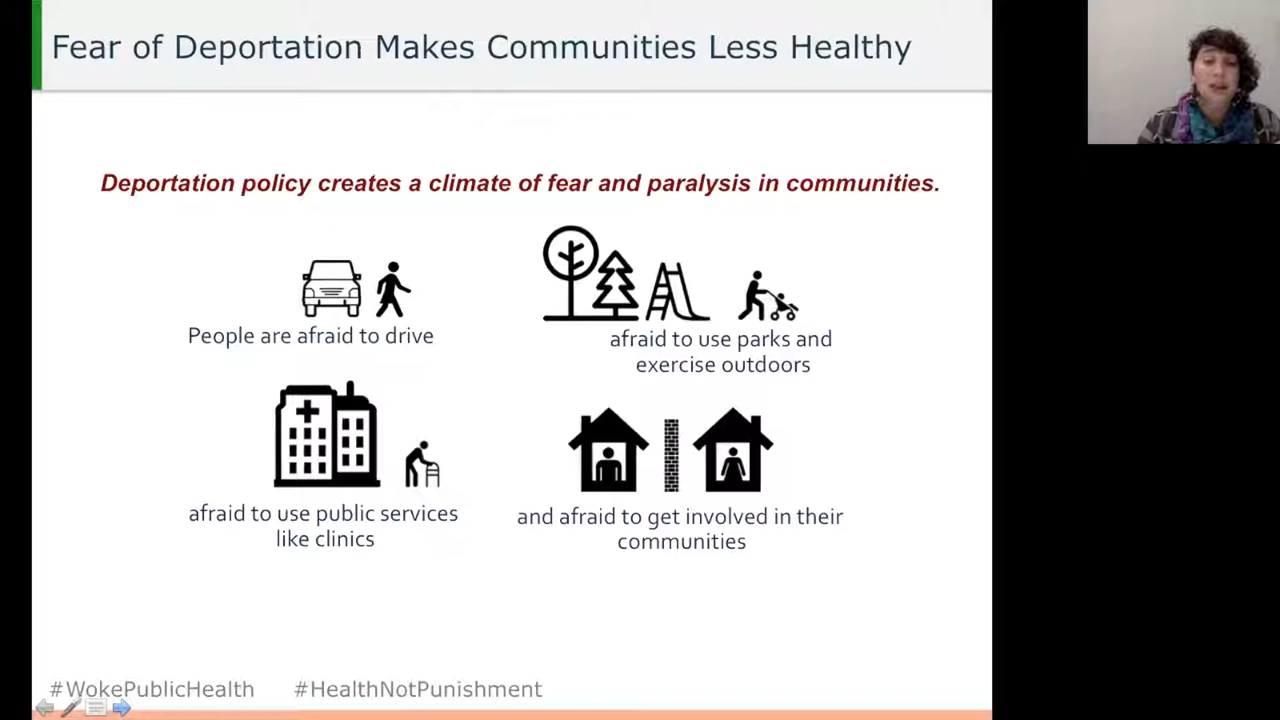 Fear of Deportation Makes Communities Less Healthy
Deportation policy creates a climate of fear and paralysis in communities.
People are afraid to drive
afraid to use parks and
exercise outdoors
afraid to use public services
like clinics
and afraid to get involved in their
communities
#WokePublicHealth #HealthNotPunishment